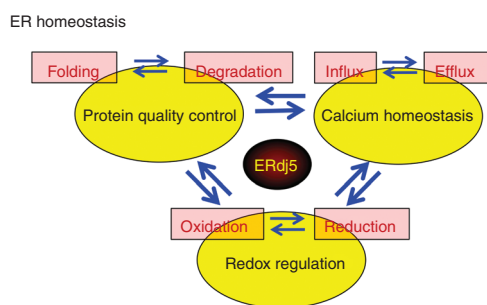 ER homeostasis
Folding
Degradation
Influx
Efflux
Protein quality control
Calcium homeostasis
ERdj5
Oxidation
Reduction
Redox regulation